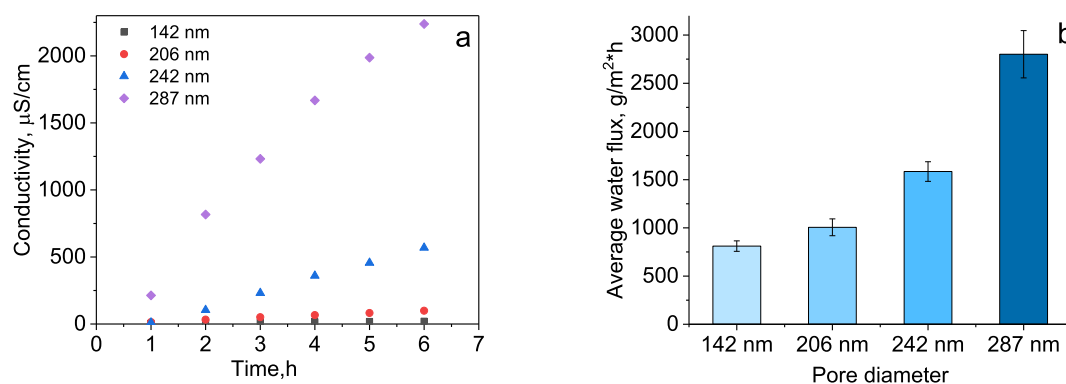 a
142 nm
206 nm
242 nm
287 nm
2000
1500
1000
500
0
Conductivity, μS/cm
0 1 2 3 4 5 6 7
Time,h
b
3000
2500
2000
1500
1000
500
0
Average water flux, g/m²*h
142 nm 206 nm 242 nm 287 nm
Pore diameter